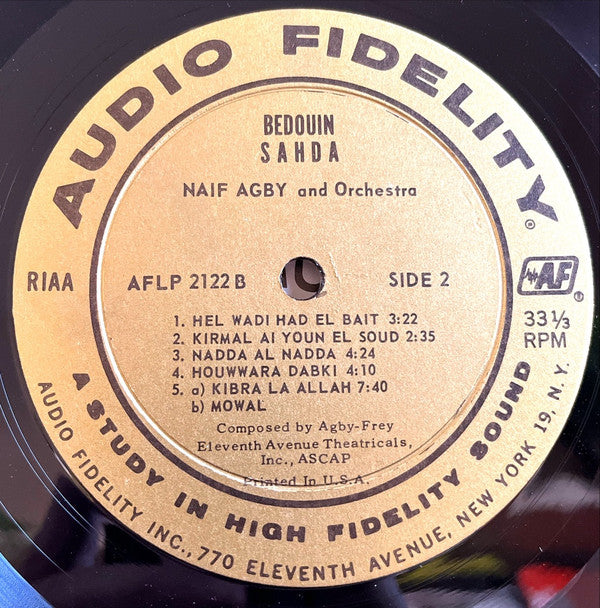 AUDIO FIDELITY®
BEDOUIN
SAHDA
NAIF AGBY and Orchestra
RIAA
AFLP 2122 B
SIDE 2
AF®
33 1/3
RPM
1. HEL WADI HAD EL BAIT 3:22
2. KIRMAL AI YOUN EL SOUD 2:35
3. NADDA AL NADDA 4:24
4. HOUWWARA DABKI 4:10
5. a) KIBRA LA ALLAH 7:40
b) MOWAL
Composed by Agby-Frey
Eleventh Avenue Theatricals,
Inc., ASCAP
Printed In U.S.A.
A STUDY IN HIGH FIDELITY SOUND
AUDIO FIDELITY INC., 770 ELEVENTH AVENUE, NEW YORK 19, N.Y.